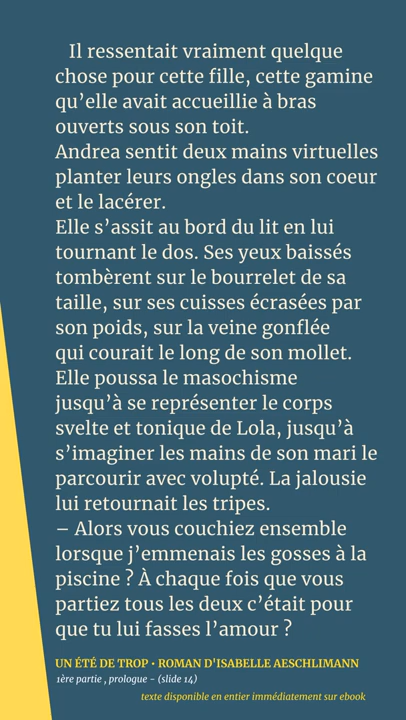 Il ressentait vraiment quelque
chose pour cette fille, cette gamine
qu’elle avait accueillie à bras
ouverts sous son toit.
Andrea sentit deux mains virtuelles
planter leurs ongles dans son coeur
et le lacérer.
Elle s’assit au bord du lit en lui
tournant le dos. Ses yeux baissés
tombèrent sur le bourrelet de sa
taille, sur ses cuisses écrasées par
son poids, sur la veine gonflée
qui courait le long de son mollet.
Elle poussa le masochisme
jusqu’à se représenter le corps
svelte et tonique de Lola, jusqu’à
s’imaginer les mains de son mari le
parcourir avec volupté. La jalousie
lui retournait les tripes.
– Alors vous couchiez ensemble
lorsque j’emmenais les gosses à la
piscine ? À chaque fois que vous
partiez tous les deux c’était pour
que tu lui fasses l’amour ?
UN ÉTÉ DE TROP • ROMAN D'ISABELLE AESCHLIMANN
1ère partie , prologue - (slide 14)
texte disponible en entier immédiatement sur ebook